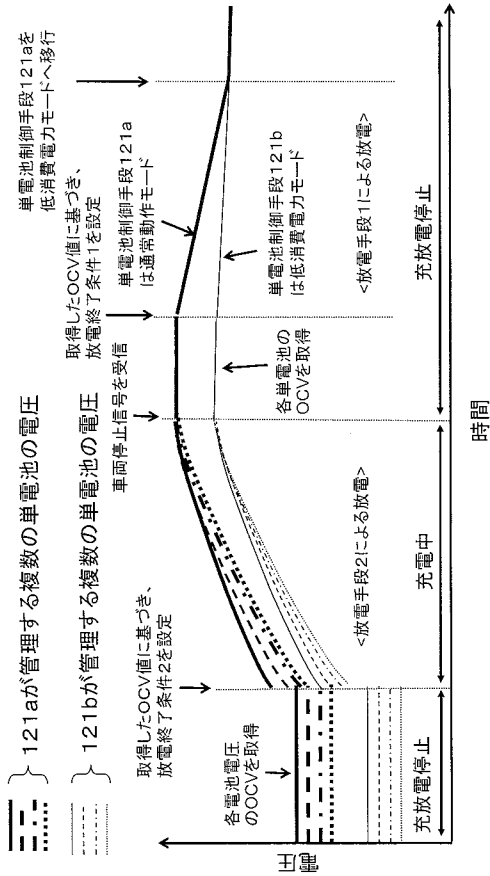 121aが管理する複数の単電池の電圧
121bが管理する複数の単電池の電圧
取得したOCV値に基づき、
放電終了条件2を設定
車両停止信号を受信
取得したOCV値に基づき、
放電終了条件1を設定
単電池制御手段121aを
低消費電力モードへ移行
各電池電圧
のOCVを取得
各単電池の
OCVを取得
単電池制御手段121a
は通常動作モード
単電池制御手段121b
は低消費電力モード
<放電手段2による放電>
<放電手段1による放電>
充放電停止
充電中
充放電停止
電圧
時間